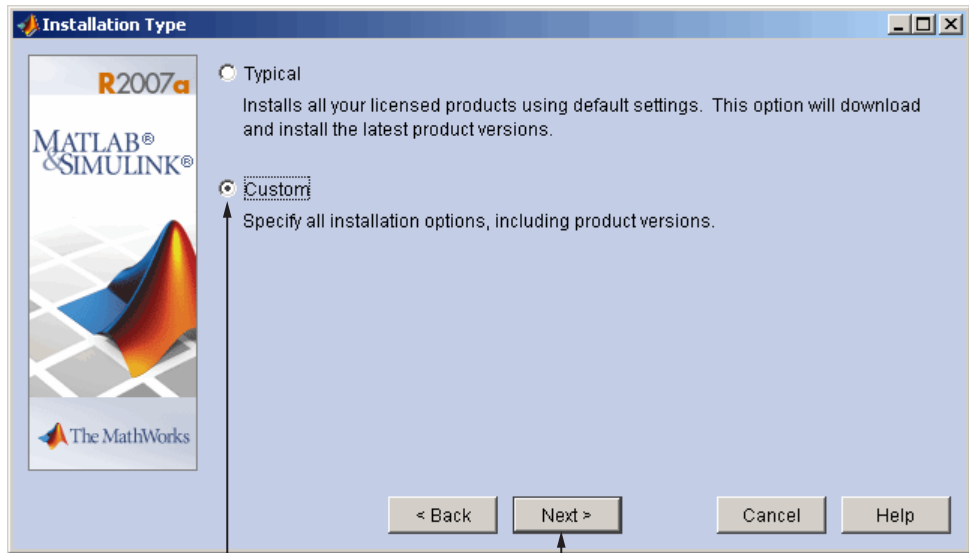 Installation Type
R2007a
MATLAB®
&SIMULINK®
The MathWorks
Typical
Installs all your licensed products using default settings. This option will download
and install the latest product versions.
Custom
Specify all installation options, including product versions.
< Back
Next >
Cancel
Help